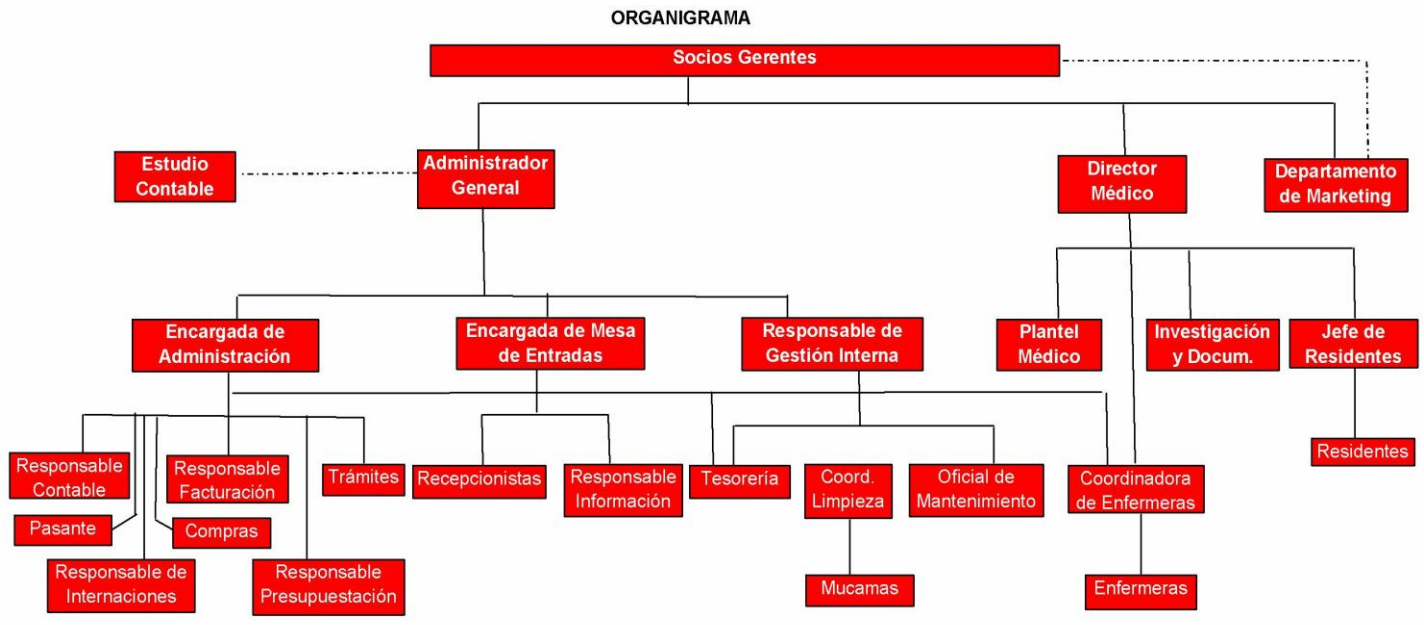 ORGANIGRAMA
Socios Gerentes
Estudio
Contable
Administrador
General
Director
Médico
Departamento
de Marketing
Encargada de
Administración
Encargada de Mesa
de Entradas
Responsable de
Gestión Interna
Plantel
Médico
Investigación
y Docum.
Jefe de
Residentes
Responsable
Contable
Responsable
Facturación
Trámites
Recepcionistas
Responsable
Información
Tesorería
Coord.
Limpieza
Oficial de
Mantenimiento
Coordinadora
de Enfermeras
Residentes
Pasante
Compras
Responsable de
Internaciones
Responsable
Presupuestación
Mucamas
Enfermeras